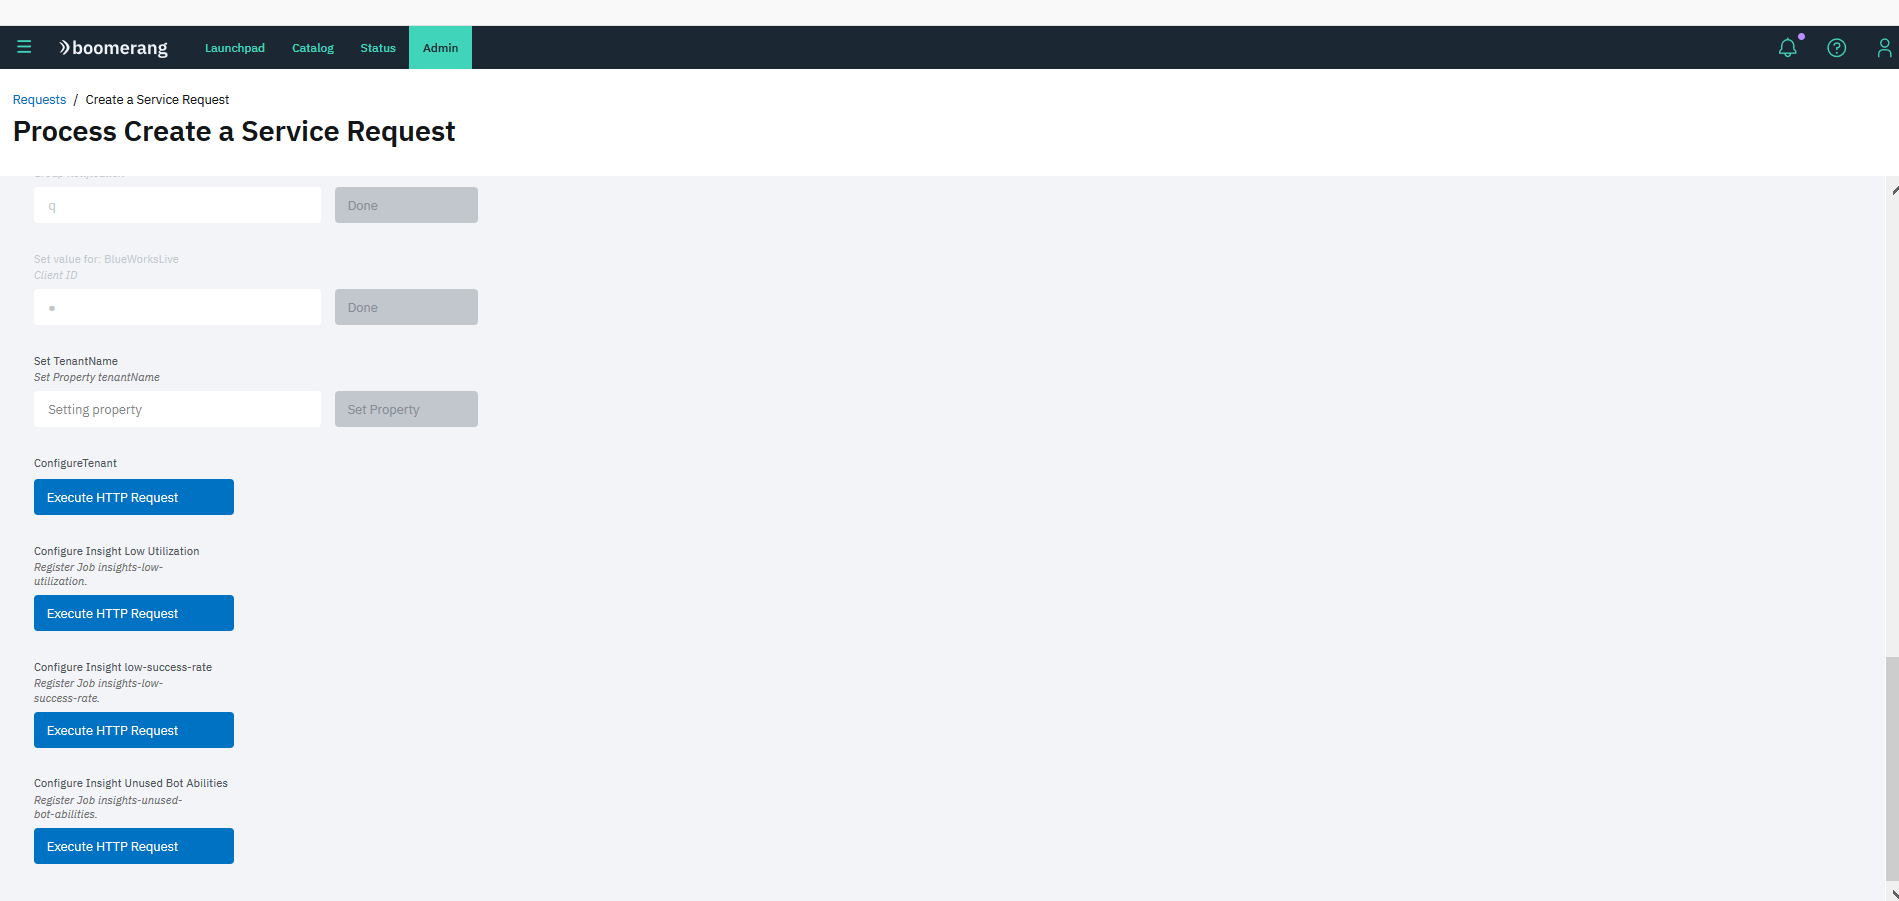 boomerang
Launchpad
Catalog
Status
Admin
Requests / Create a Service Request
Process Create a Service Request
q
Done
Set value for: BlueWorksLive
Client ID
Done
Set TenantName
Set Property tenantName
Setting property
Set Property
ConfigureTenant
Execute HTTP Request
Configure Insight Low Utilization
Register Job insights-low-
utilization.
Execute HTTP Request
Configure Insight low-success-rate
Register Job insights-low-
success-rate.
Execute HTTP Request
Configure Insight Unused Bot Abilities
Register Job insights-unused-
bot-abilities.
Execute HTTP Request